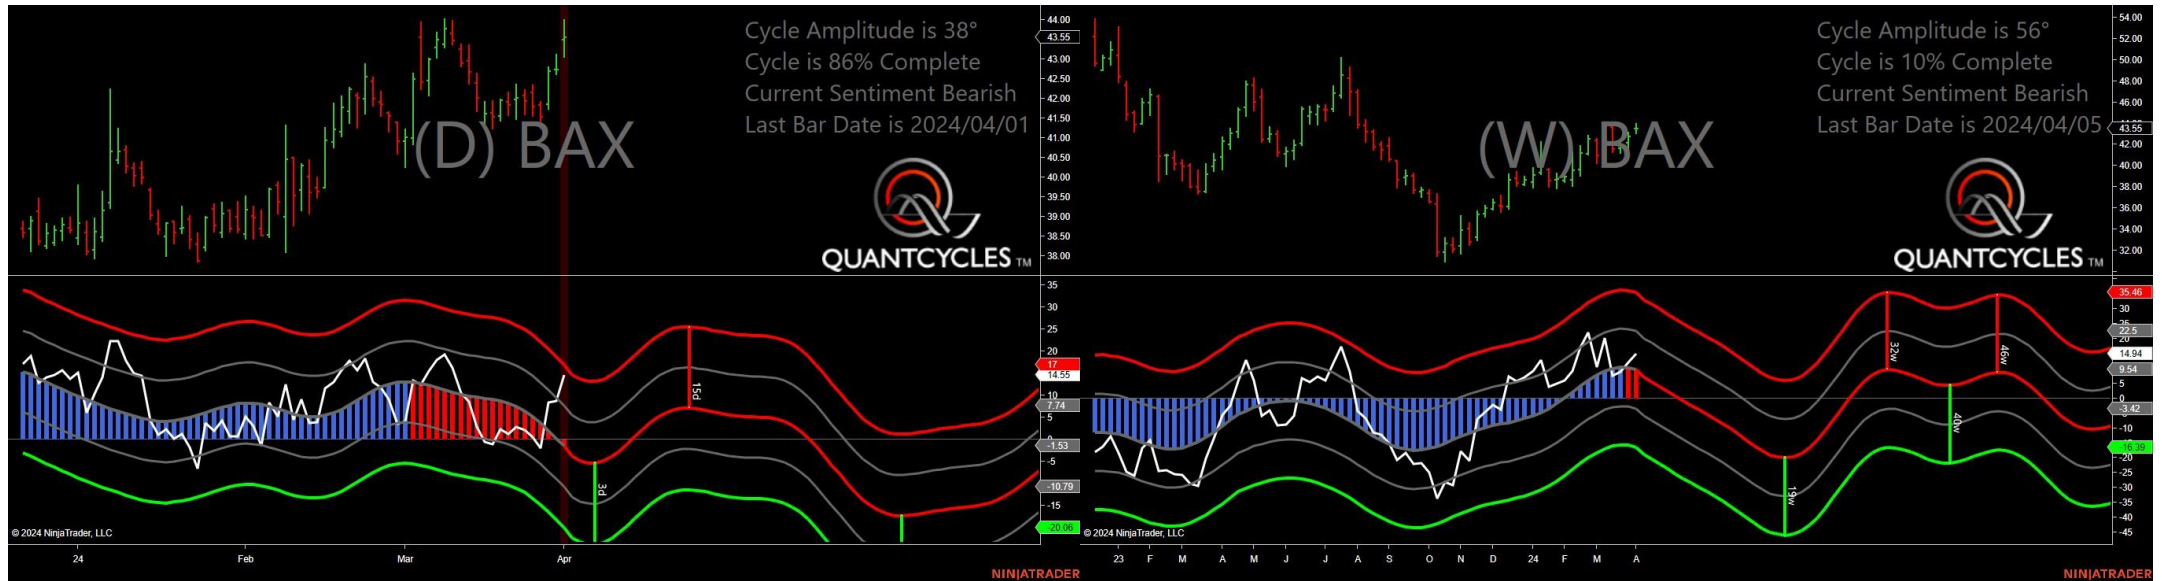 Cycle Amplitude is 38°
Cycle is 86% Complete
Current Sentiment Bearish
Last Bar Date is 2024/04/01
(D) BAX
QUANTCYCLES TM
44.00
43.55
43.00
42.50
42.00
41.50
41.00
40.50
40.00
39.50
39.00
38.50
38.00
35
30
25
20
17
14.55
10
7.74
5
-1.53
-5
-10.79
-15
-20.06
15d
3d
© 2024 NinjaTrader, LLC
24 Feb Mar Apr
NINJATRADER
Cycle Amplitude is 56°
Cycle is 10% Complete
Current Sentiment Bearish
Last Bar Date is 2024/04/05
(W) BAX
QUANTCYCLES TM
54.00
52.00
50.00
48.00
46.00
43.55
42.00
40.00
38.00
36.00
34.00
32.00
35.46
30
22.5
14.94
9.54
5
0
-3.42
-10
-16.39
-20
-25
-30
-35
-40
-45
32w
46w
40w
19w
© 2024 NinjaTrader, LLC
23 F M A M J J A S O N D 24 F M A
NINJATRADER